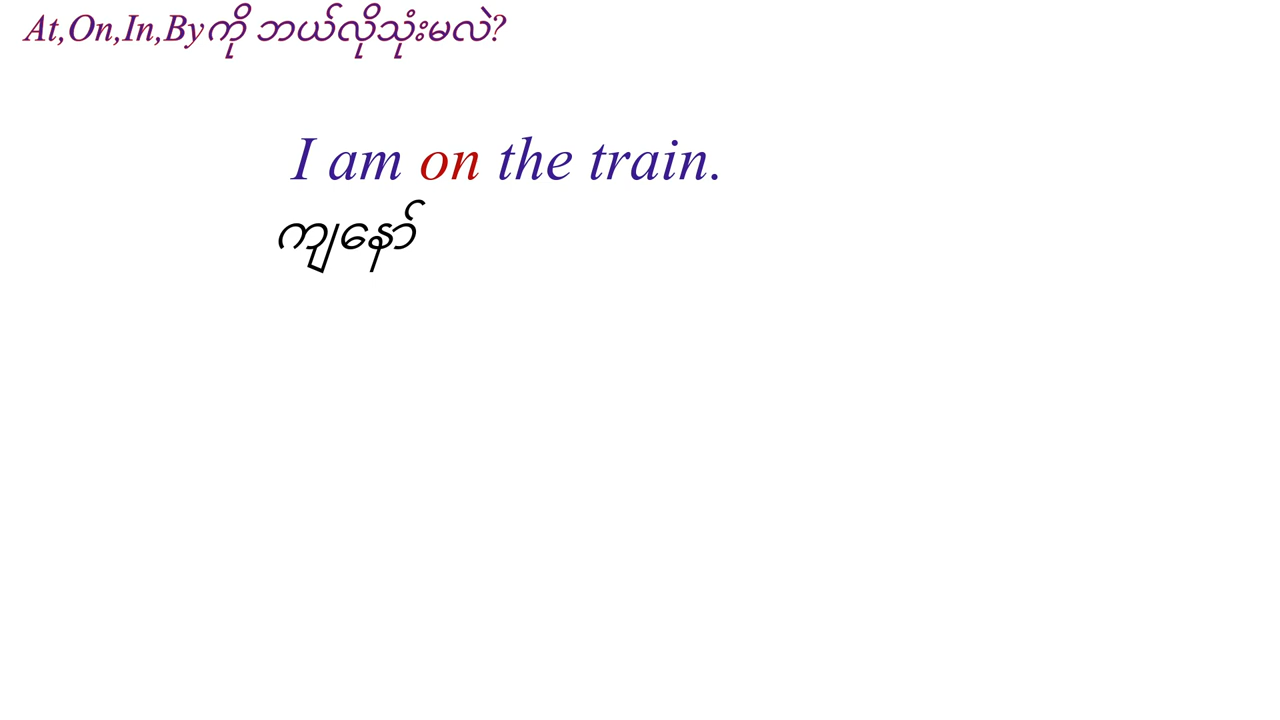 At,On,In,Byကို ဘယ်လိုသုံးမလဲ?
I am on the train.
ကျနော်